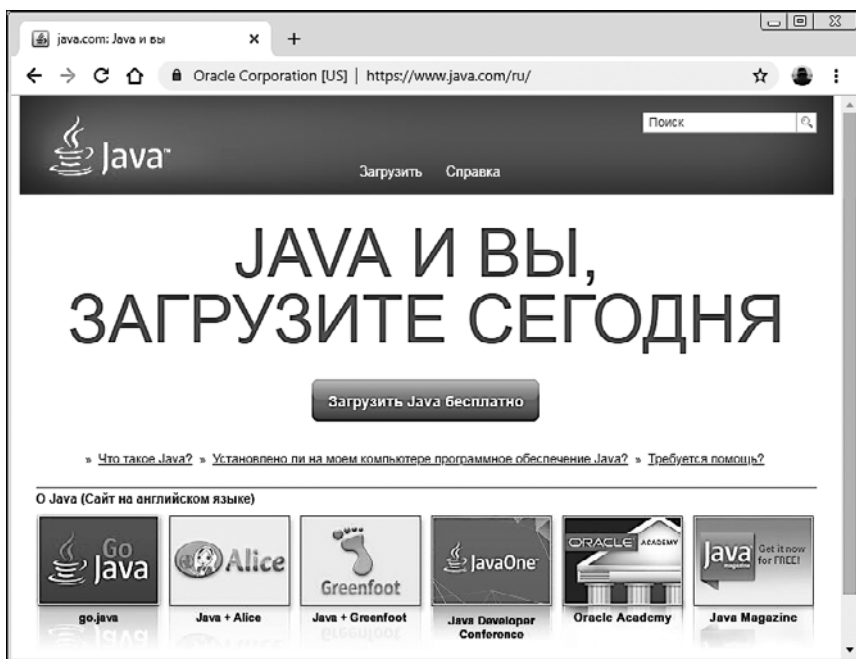 java.com: Java и вы
Oracle Corporation [US] | https://www.java.com/ru/
Поиск
Java™
Загрузить Справка
JAVA И ВЫ,
ЗАГРУЗИТЕ СЕГОДНЯ
Загрузить Java бесплатно
» Что такое Java? » Установлено ли на моем компьютере программное обеспечение Java? » Требуется помощь?
О Java (Сайт на английском языке)
Go
Java
Alice
Greenfoot
JavaOne
ORACLE ACADEMY
Java
magazine
Get it now
for FREE!
go.java
Java + Alice
Java + Greenfoot
Java Developer
Conference
Oracle Academy
Java Magazine